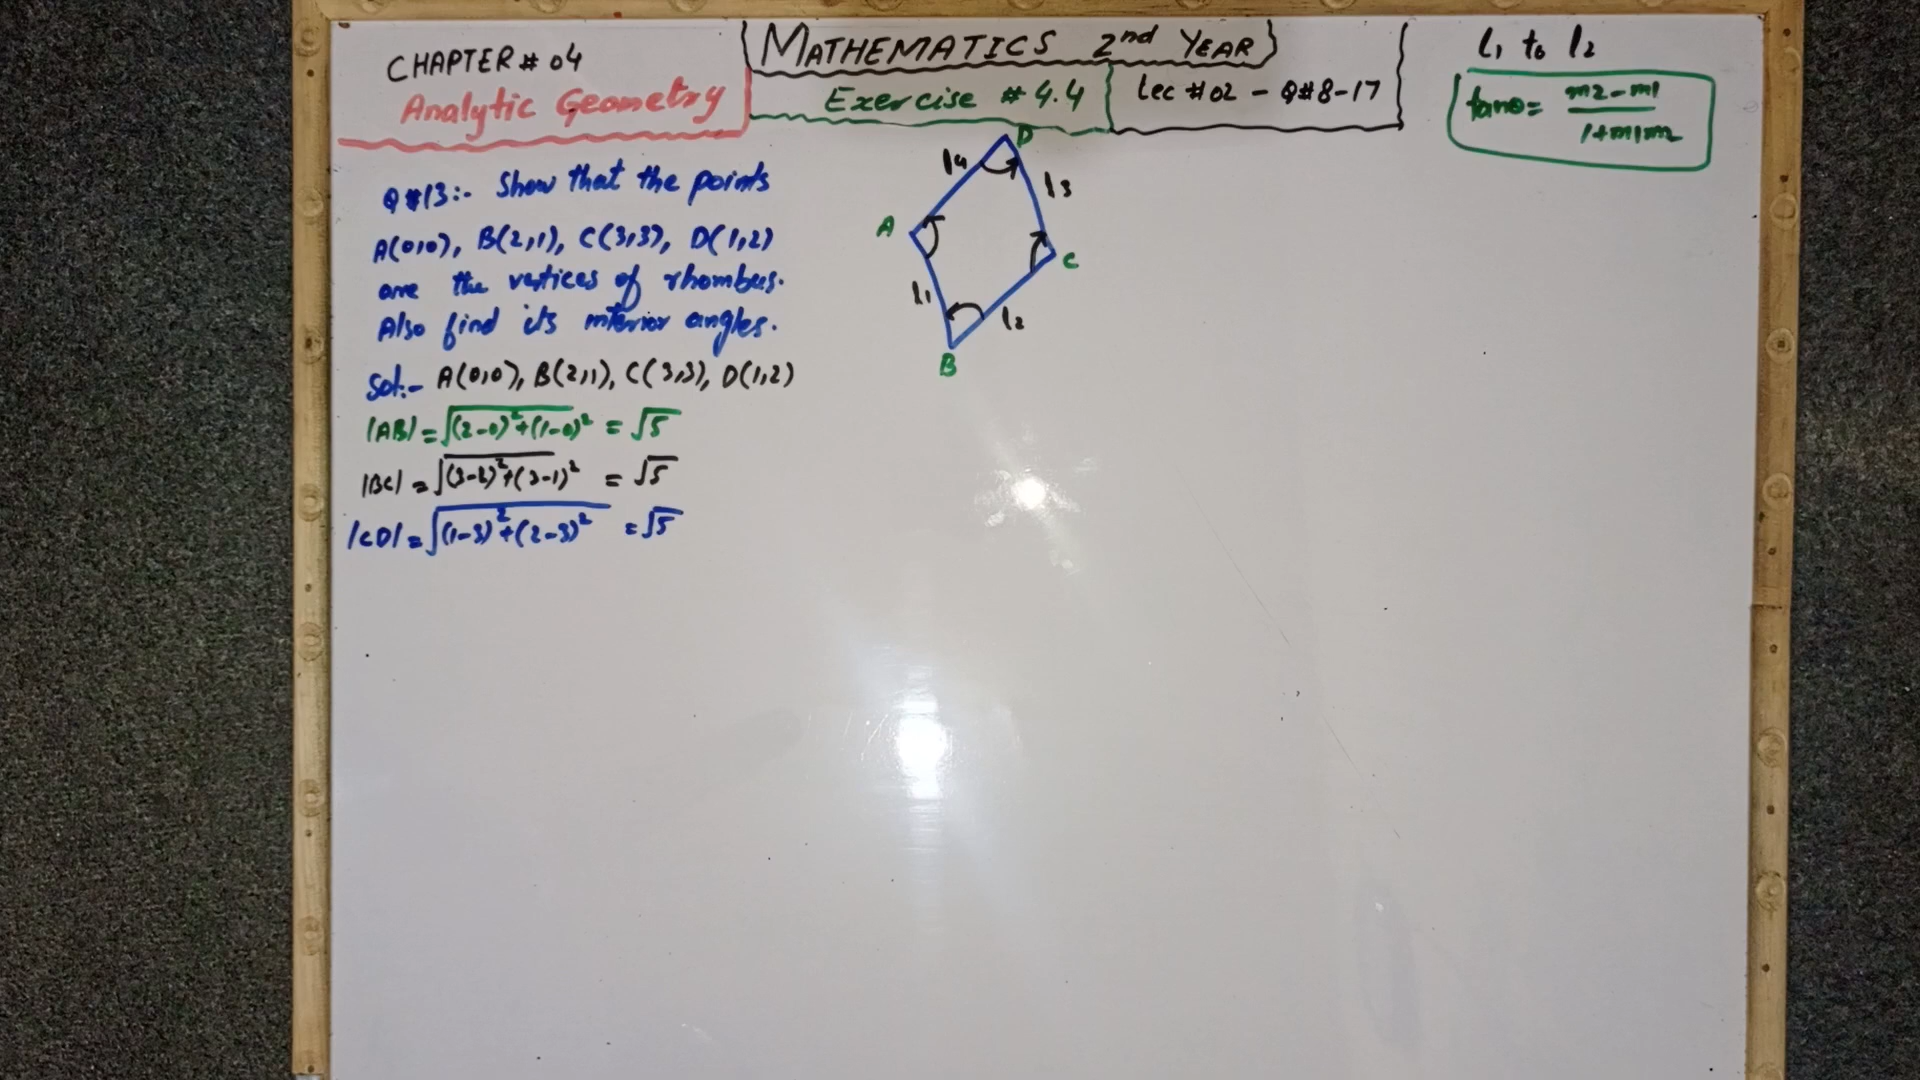 CHAPTER # 04
Analytic Geometry
MATHEMATICS 2nd YEAR
Exercise # 4.4
Lec # 02 - Q#8-17
l1 to l2
tanθ = m2-m1 / 1+m1m2
Q#13:- Show that the points
A(0,0), B(2,1), C(3,3), D(1,2)
are the vertices of rhombus.
Also find its interior angles.
Sol:- A(0,0), B(2,1), C(3,3), D(1,2)
|AB| = √(2-0)²+(1-0)² = √5
|BC| = √(3-2)²+(3-1)² = √5
|CD| = √(1-3)²+(2-3)² = √5
D
l4
l3
A
C
l1
l2
B